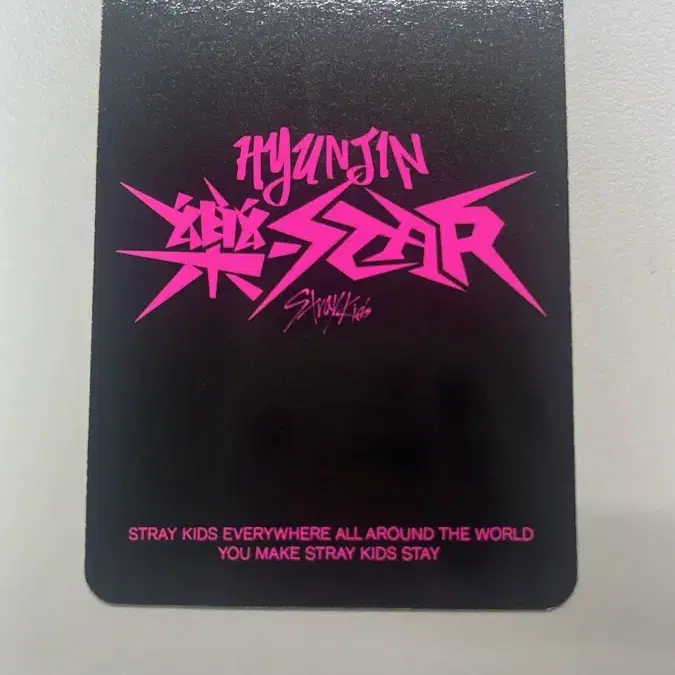 HYUNJIN
樂-STAR
Stray Kids
STRAY KIDS EVERYWHERE ALL AROUND THE WORLD
YOU MAKE STRAY KIDS STAY